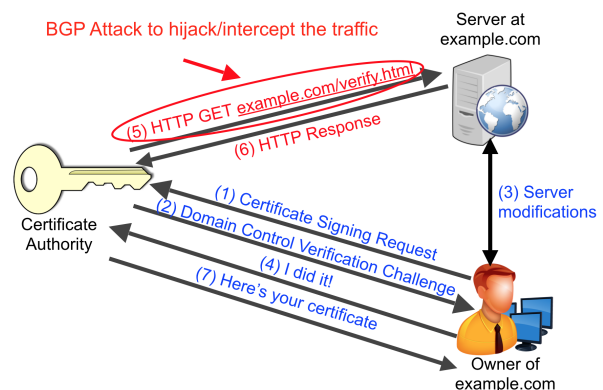 BGP Attack to hijack/intercept the traffic
Server at
example.com
(5) HTTP GET example.com/verify.html
(6) HTTP Response
Certificate
Authority
(1) Certificate Signing Request
(2) Domain Control Verification Challenge
(3) Server
modifications
(4) I did it!
(7) Here's your certificate
Owner of
example.com